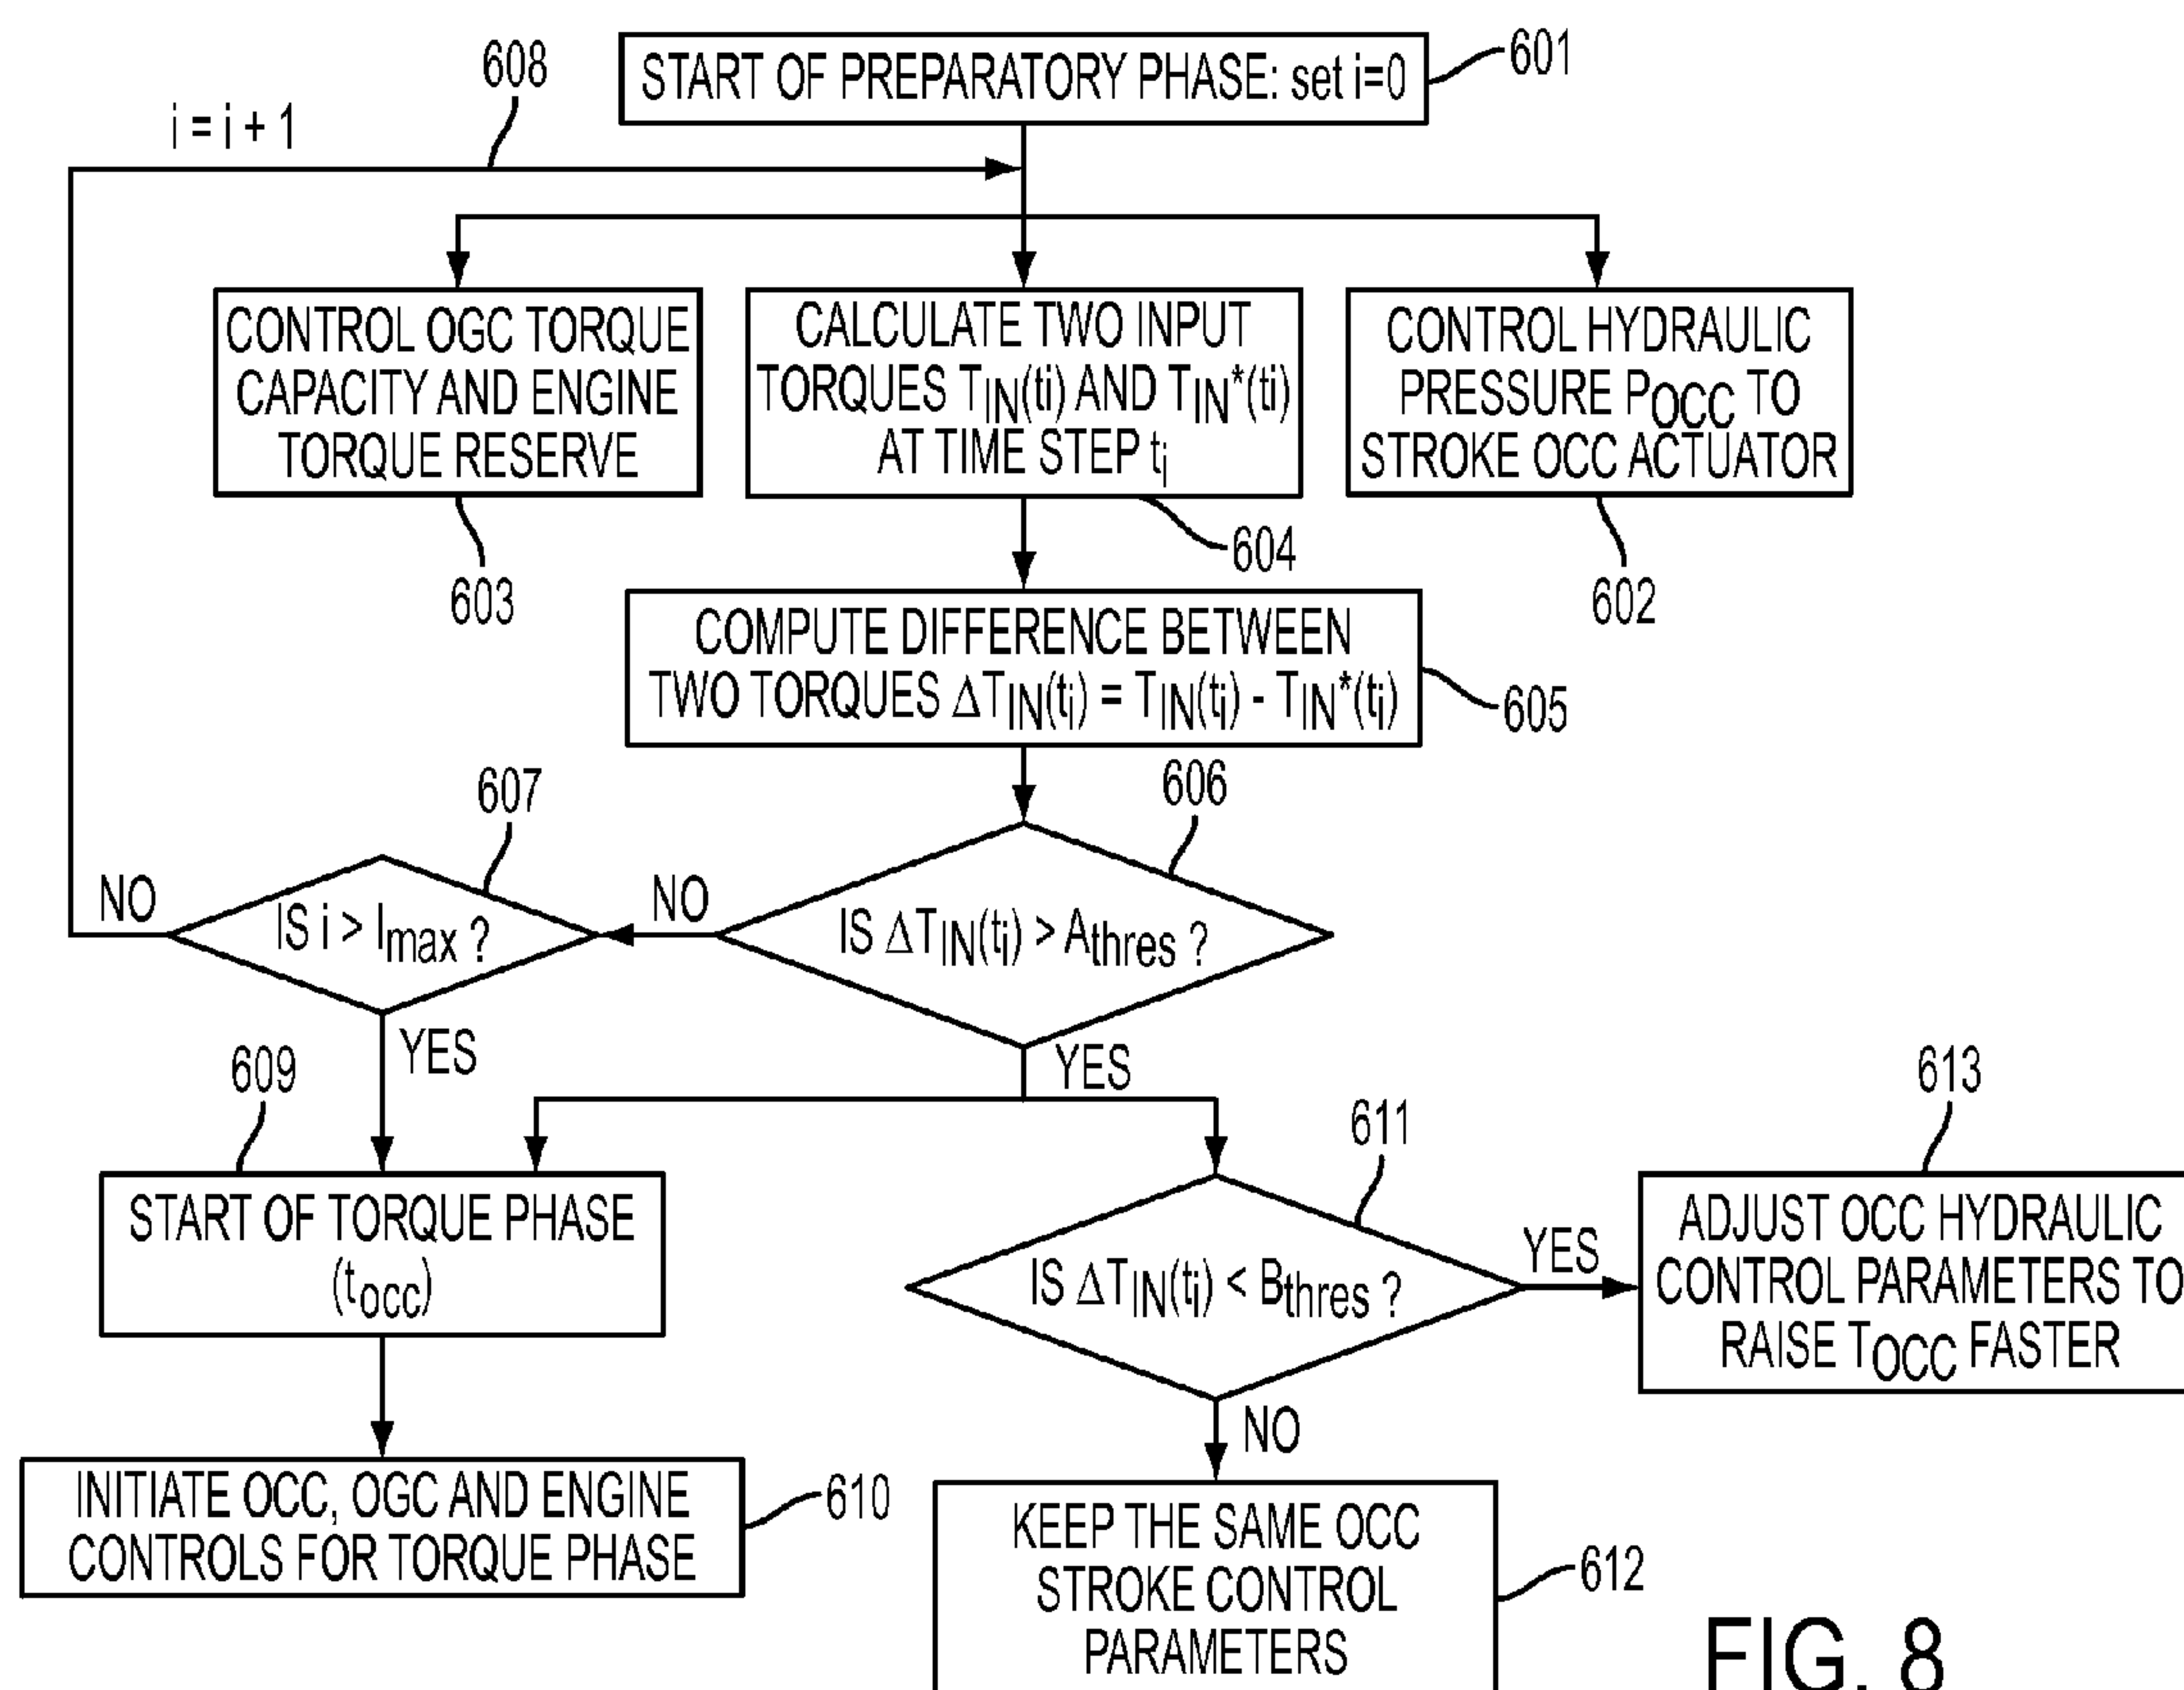 START OF PREPARATORY PHASE: set i=0
601
608
i = i + 1
CONTROL OGC TORQUE
CAPACITY AND ENGINE
TORQUE RESERVE
603
CALCULATE TWO INPUT
TORQUES TIN(ti) AND TIN*(ti)
AT TIME STEP ti
604
CONTROL HYDRAULIC
PRESSURE POCC TO
STROKE OCC ACTUATOR
602
COMPUTE DIFFERENCE BETWEEN
TWO TORQUES ΔTIN(ti) = TIN(ti) - TIN*(ti)
605
606
IS ΔTIN(ti) > Athres ?
NO
YES
607
IS i > Imax ?
NO
YES
609
START OF TORQUE PHASE
(tocc)
INITIATE OCC, OGC AND ENGINE
CONTROLS FOR TORQUE PHASE
610
611
IS ΔTIN(ti) < Bthres ?
YES
NO
613
ADJUST OCC HYDRAULIC
CONTROL PARAMETERS TO
RAISE TOCC FASTER
KEEP THE SAME OCC
STROKE CONTROL
PARAMETERS
612
FIG. 8